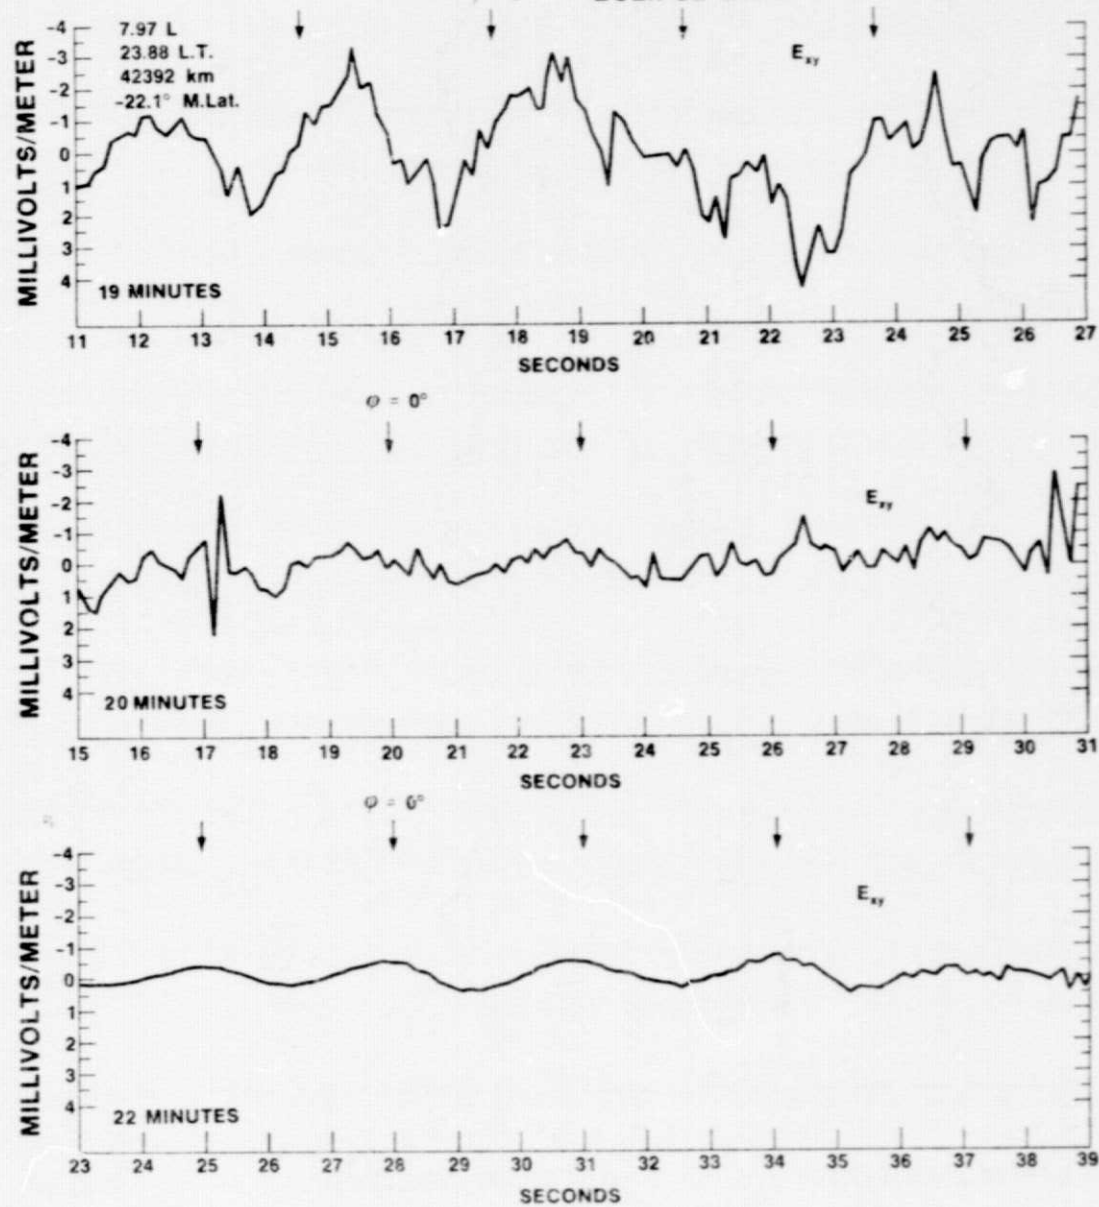 -4
7.97 L
23.88 L.T.
42392 km
-22.1° M.Lat.
E_xy
-3
-2
-1
0
1
2
3
4
MILLIVOLTS/METER
19 MINUTES
11 12 13 14 15 16 17 18 19 20 21 22 23 24 25 26 27
SECONDS
φ = 0°
-4
-3
-2
-1
0
1
2
3
4
MILLIVOLTS/METER
E_xy
20 MINUTES
15 16 17 18 19 20 21 22 23 24 25 26 27 28 29 30 31
SECONDS
φ = 0°
-4
-3
-2
-1
0
1
2
3
4
MILLIVOLTS/METER
E_xy
22 MINUTES
23 24 25 26 27 28 29 30 31 32 33 34 35 36 37 38 39
SECONDS